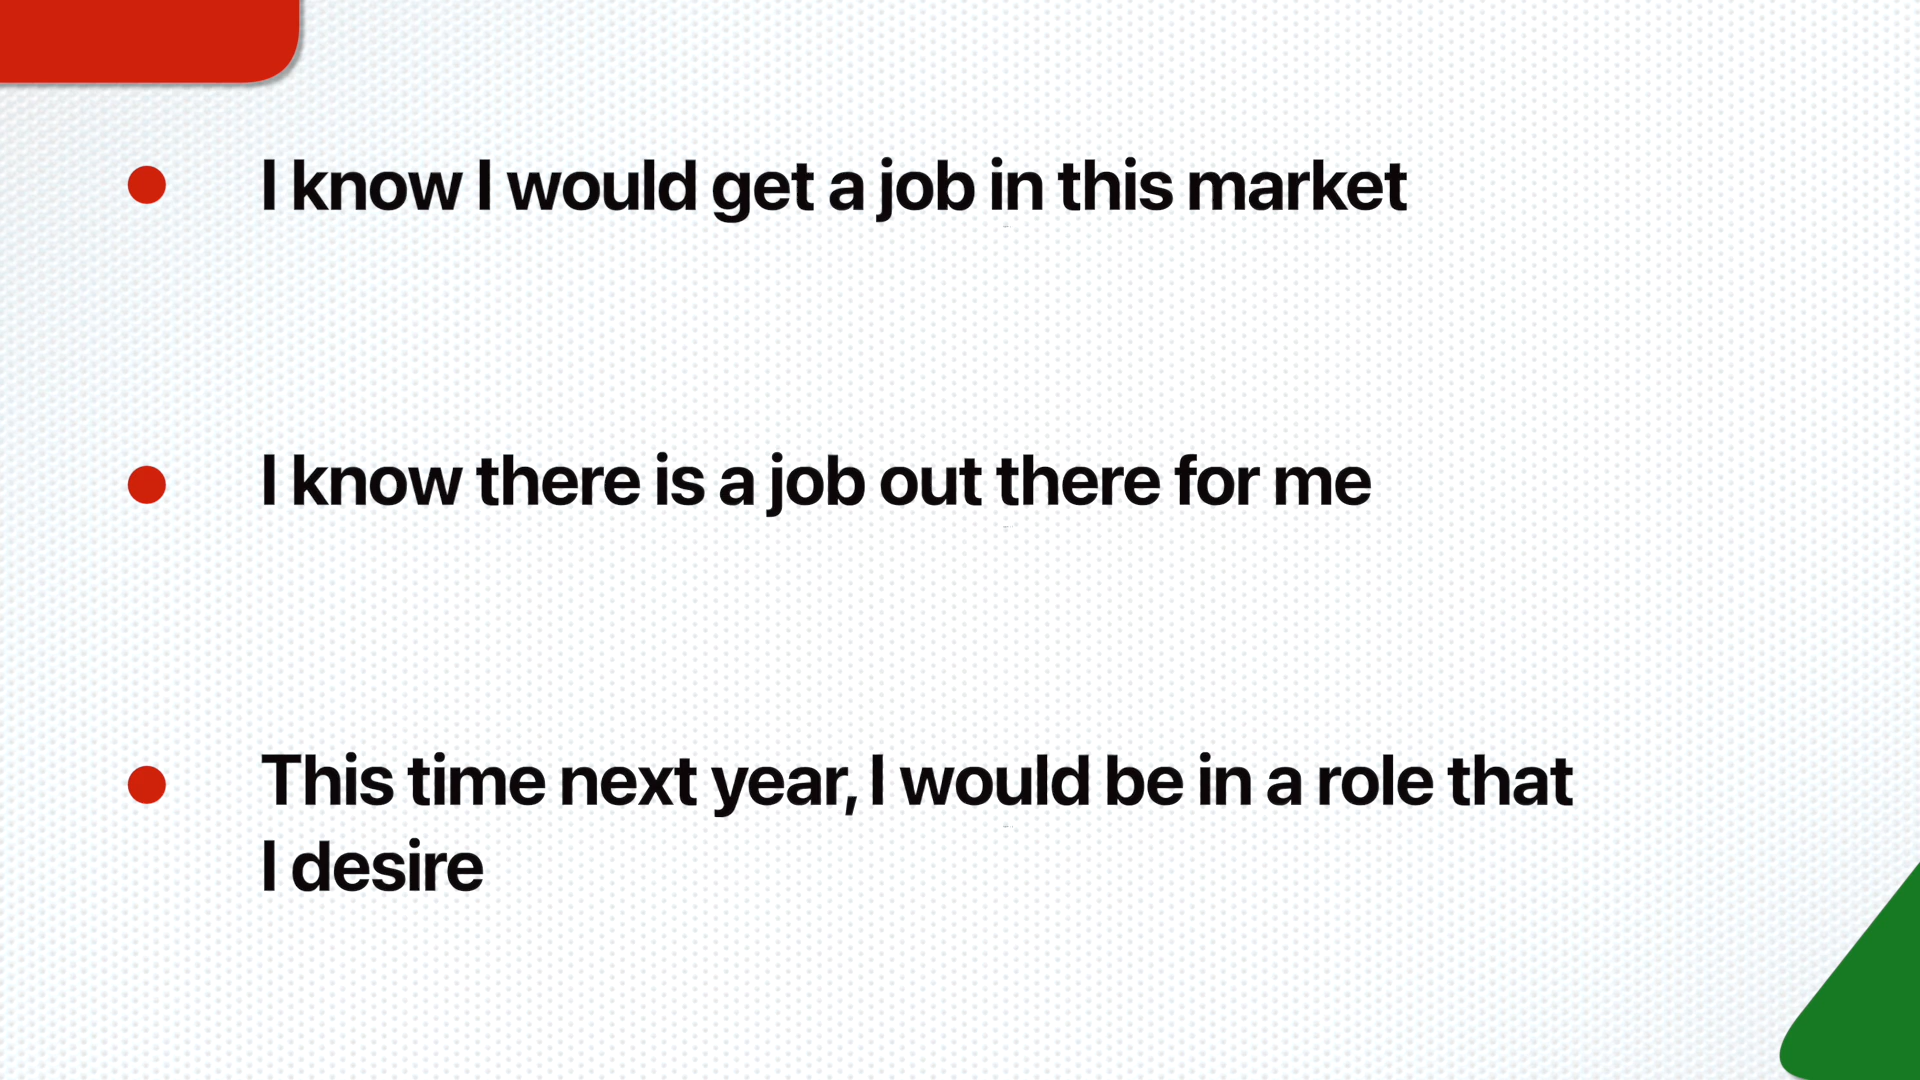 I know I would get a job in this market
I know there is a job out there for me
This time next year, I would be in a role that
I desire